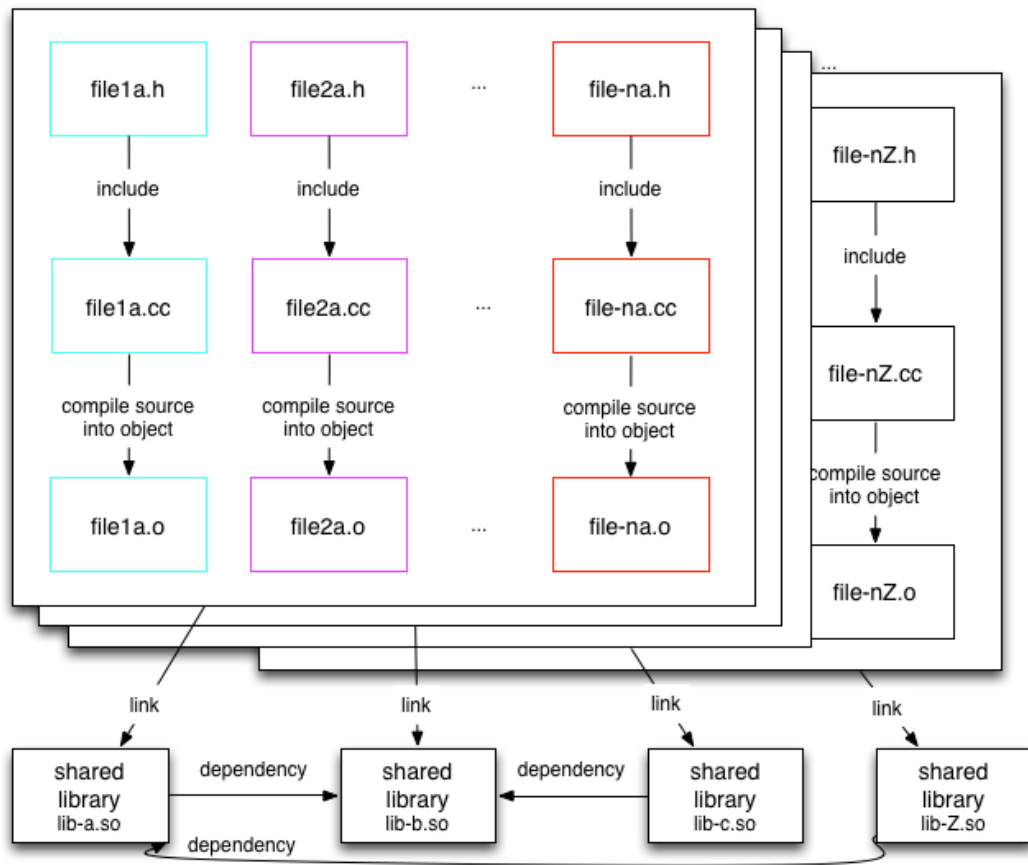 file1a.h
file2a.h
...
file-na.h
...
file-nZ.h
include
include
include
include
file1a.cc
file2a.cc
...
file-na.cc
file-nZ.cc
compile source
into object
compile source
into object
compile source
into object
compile source
into object
file1a.o
file2a.o
...
file-na.o
file-nZ.o
link
link
link
link
shared
library
lib-a.so
dependency
shared
library
lib-b.so
dependency
shared
library
lib-c.so
shared
library
lib-Z.so
dependency